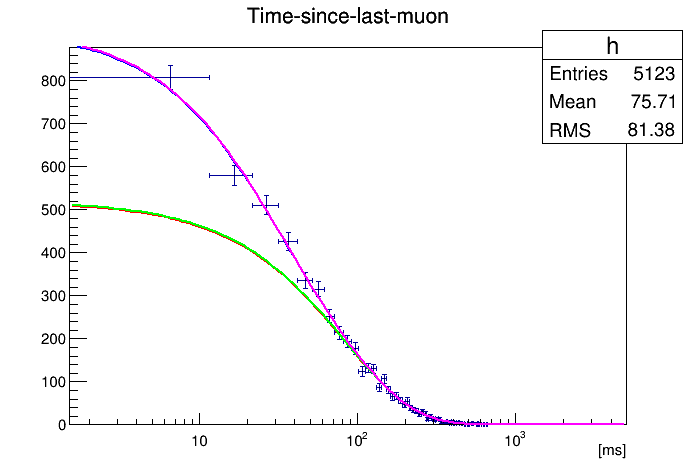 Time-since-last-muon
h
Entries 5123
Mean 75.71
RMS 81.38
800
700
600
500
400
300
200
100
0
10 10² 10³
[ms]